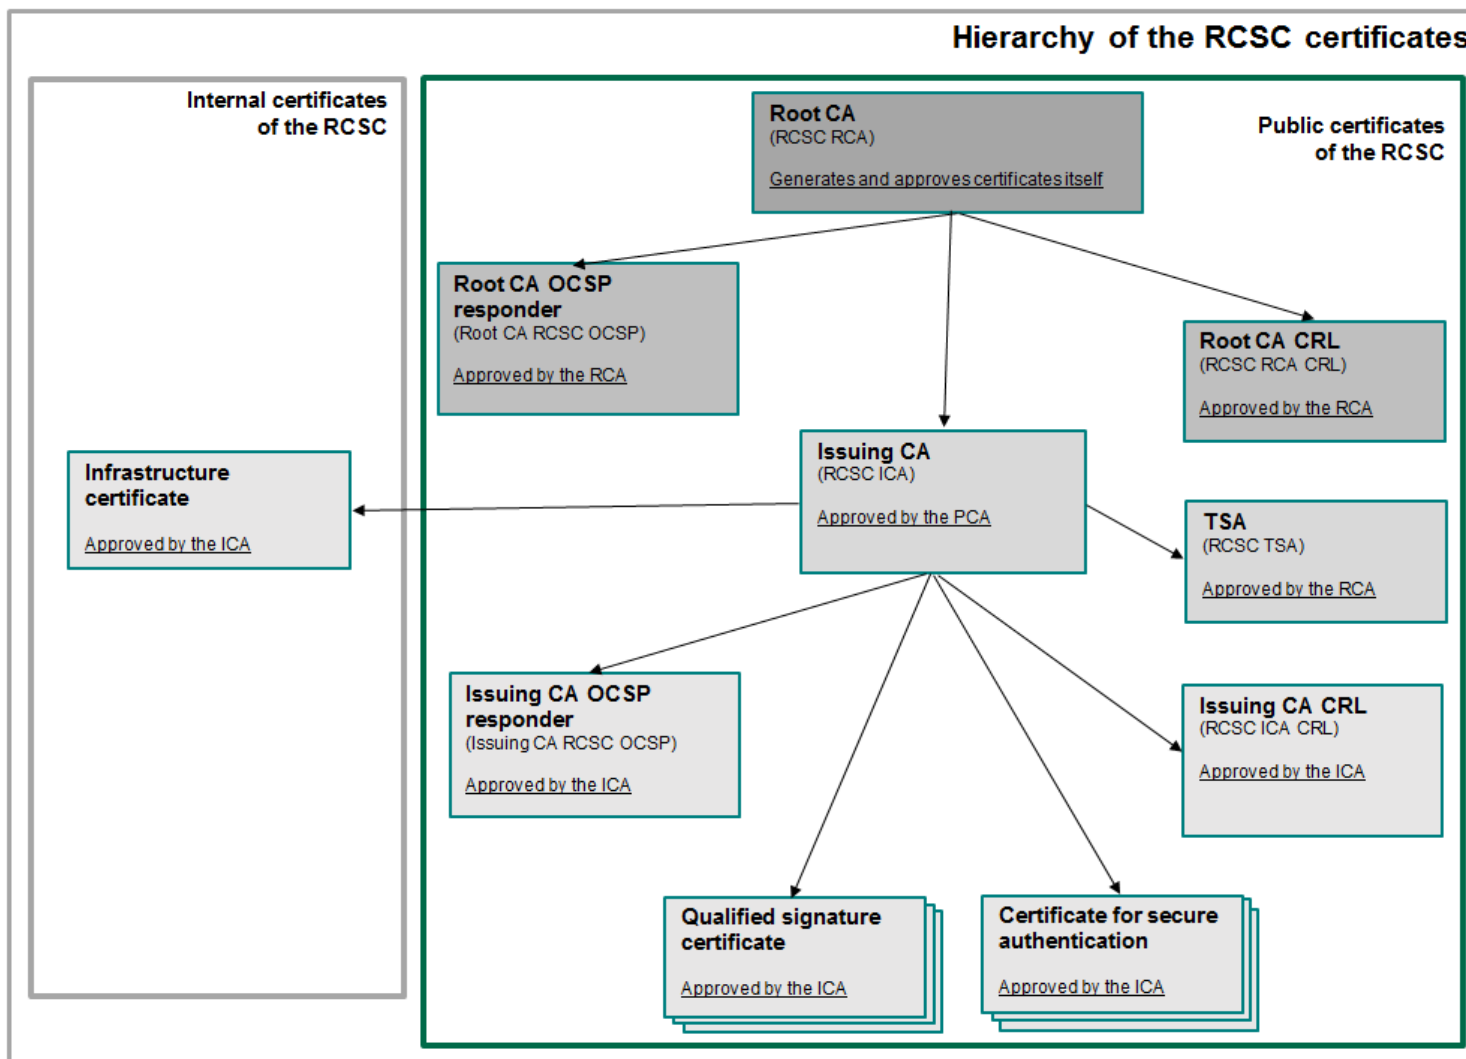 Hierarchy of the RCSC certificates
Internal certificates
of the RCSC
Public certificates
of the RCSC
Root CA
(RCSC RCA)
Generates and approves certificates itself
Root CA OCSP
responder
(Root CA RCSC OCSP)
Approved by the RCA
Root CA CRL
(RCSC RCA CRL)
Approved by the RCA
Issuing CA
(RCSC ICA)
Approved by the PCA
Infrastructure
certificate
Approved by the ICA
TSA
(RCSC TSA)
Approved by the RCA
Issuing CA OCSP
responder
(Issuing CA RCSC OCSP)
Approved by the ICA
Issuing CA CRL
(RCSC ICA CRL)
Approved by the ICA
Qualified signature
certificate
Approved by the ICA
Certificate for secure
authentication
Approved by the ICA